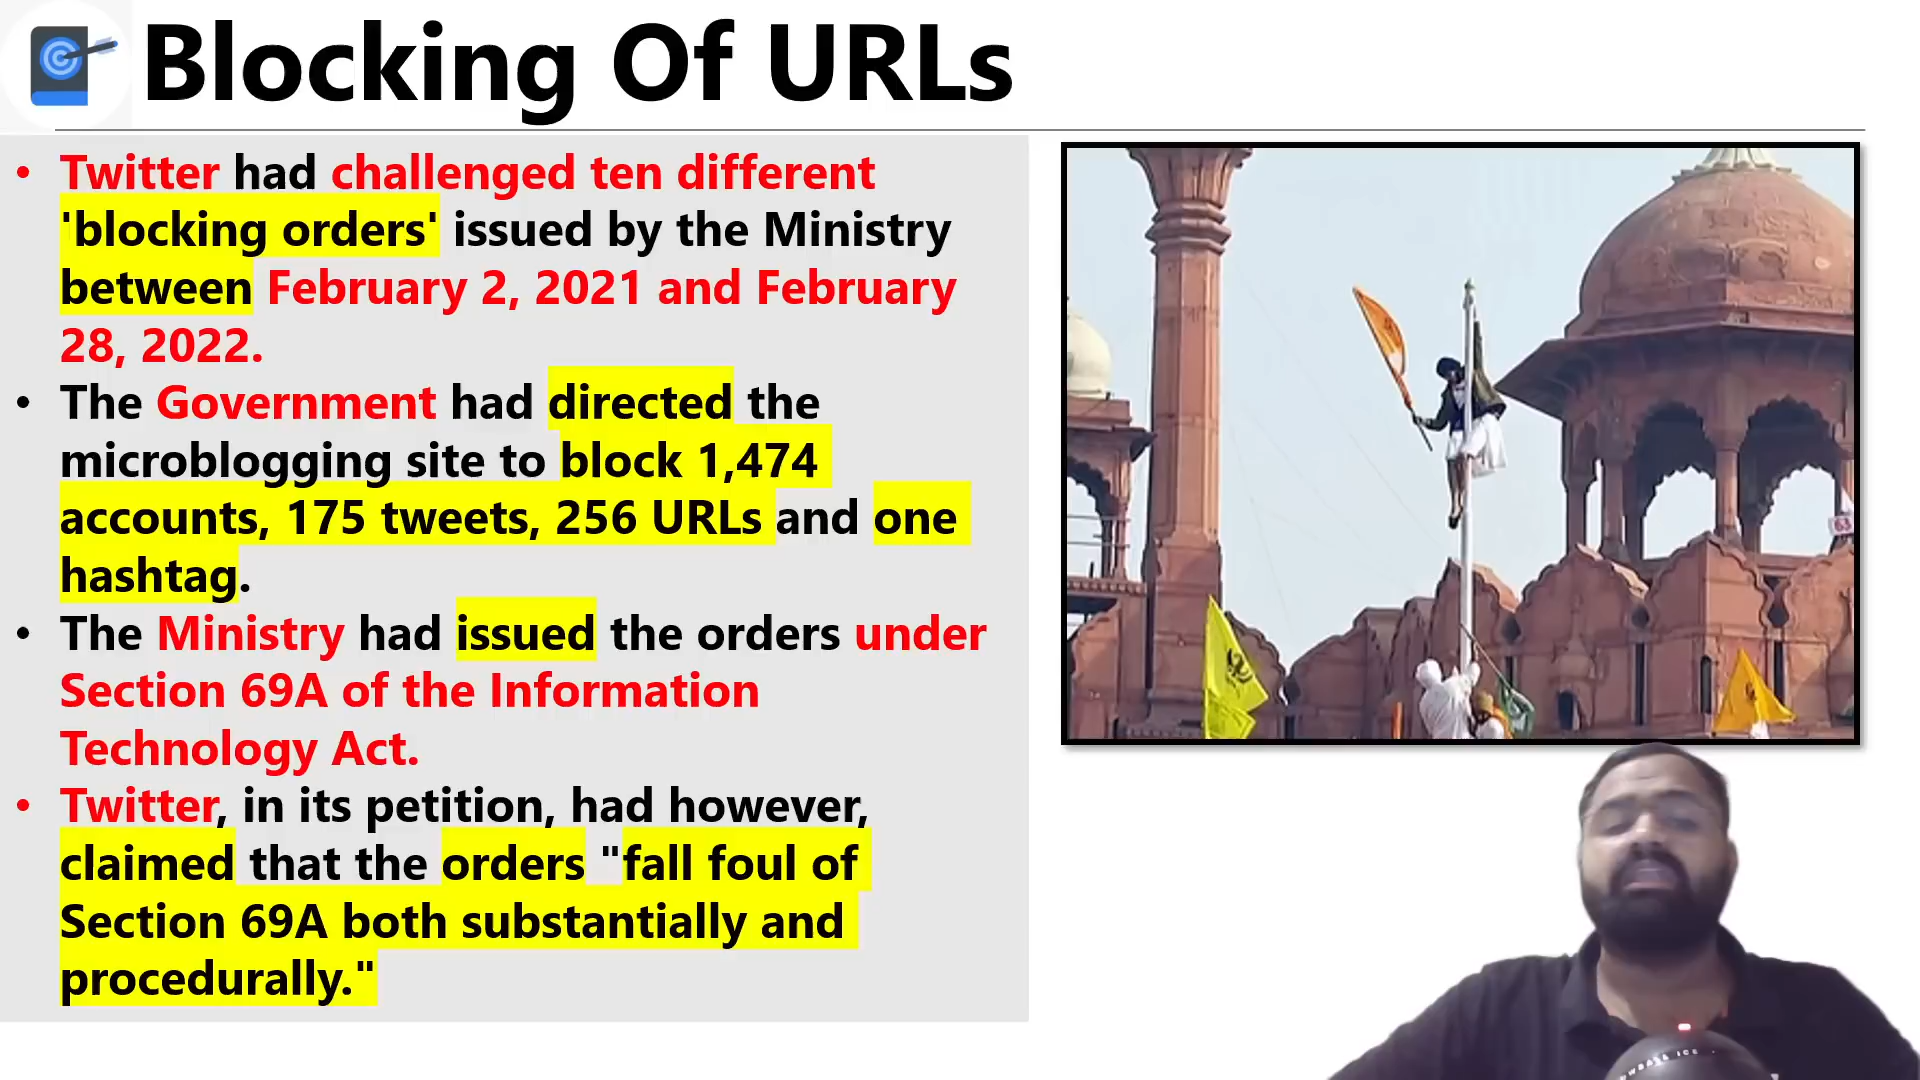 Blocking Of URLs
• Twitter had challenged ten different
'blocking orders' issued by the Ministry
between February 2, 2021 and February
28, 2022.
• The Government had directed the
microblogging site to block 1,474
accounts, 175 tweets, 256 URLs and one
hashtag.
• The Ministry had issued the orders under
Section 69A of the Information
Technology Act.
• Twitter, in its petition, had however,
claimed that the orders "fall foul of
Section 69A both substantially and
procedurally."
63